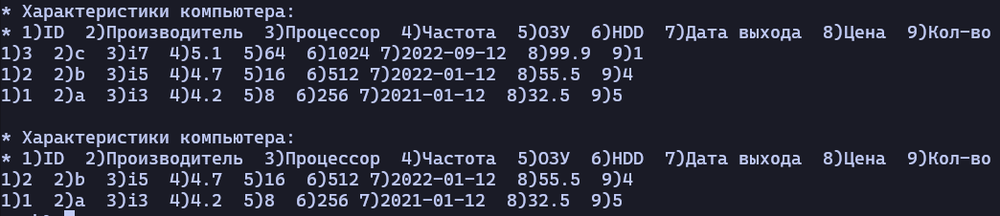 * Характеристики компьютера:
* 1)ID 2)Производитель 3)Процессор 4)Частота 5)ОЗУ 6)HDD 7)Дата выхода 8)Цена 9)Кол-во
1)3 2)c 3)i7 4)5.1 5)64 6)1024 7)2022-09-12 8)99.9 9)1
1)2 2)b 3)i5 4)4.7 5)16 6)512 7)2022-01-12 8)55.5 9)4
1)1 2)a 3)i3 4)4.2 5)8 6)256 7)2021-01-12 8)32.5 9)5
* Характеристики компьютера:
* 1)ID 2)Производитель 3)Процессор 4)Частота 5)ОЗУ 6)HDD 7)Дата выхода 8)Цена 9)Кол-во
1)2 2)b 3)i5 4)4.7 5)16 6)512 7)2022-01-12 8)55.5 9)4
1)1 2)a 3)i3 4)4.2 5)8 6)256 7)2021-01-12 8)32.5 9)5